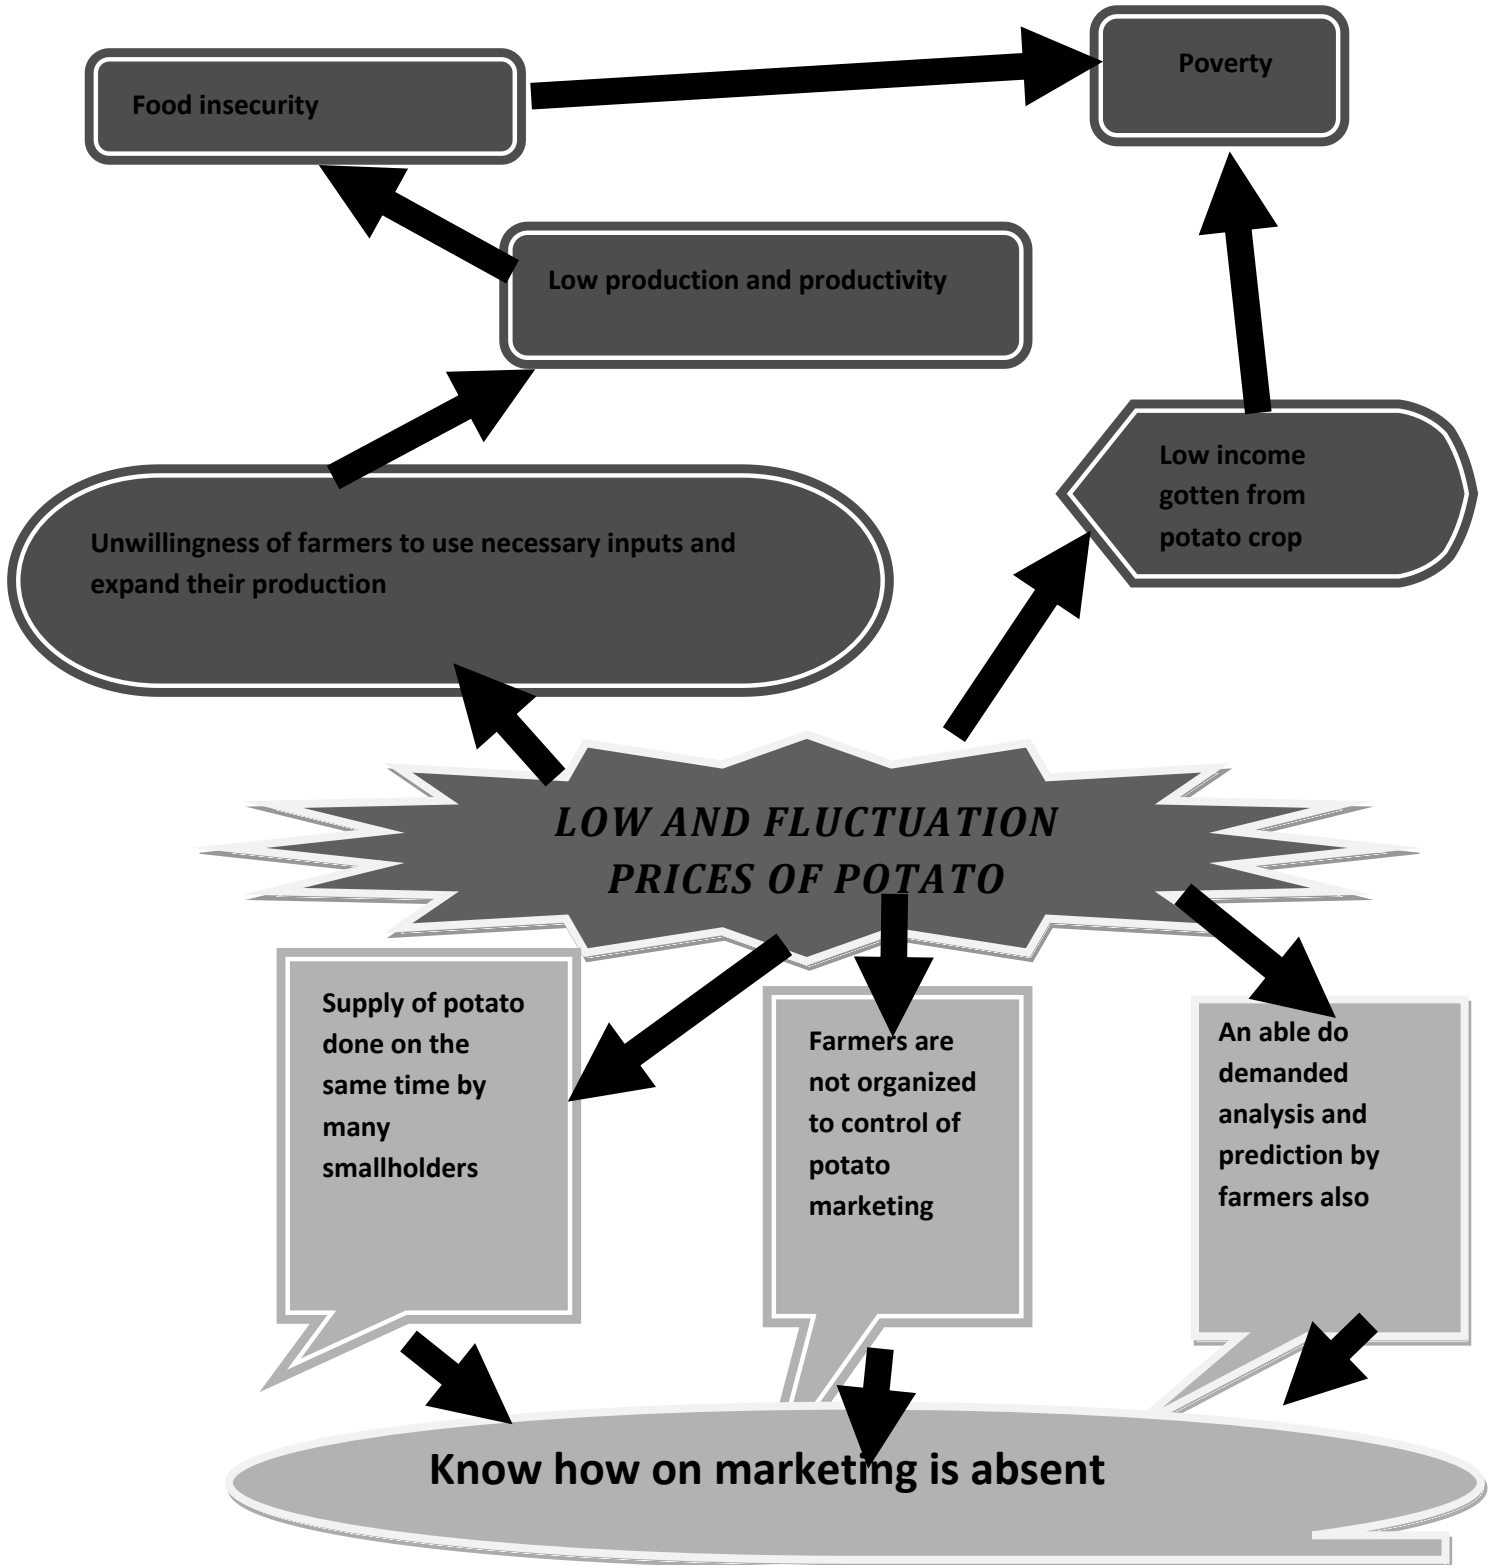 Poverty
Food insecurity
Low production and productivity
Low income
gotten from
potato crop
Unwillingness of farmers to use necessary inputs and
expand their production
LOW AND FLUCTUATION
PRICES OF POTATO
Supply of potato
done on the
same time by
many
smallholders
Farmers are
not organized
to control of
potato
marketing
An able do
demanded
analysis and
prediction by
farmers also
Know how on marketing is absent